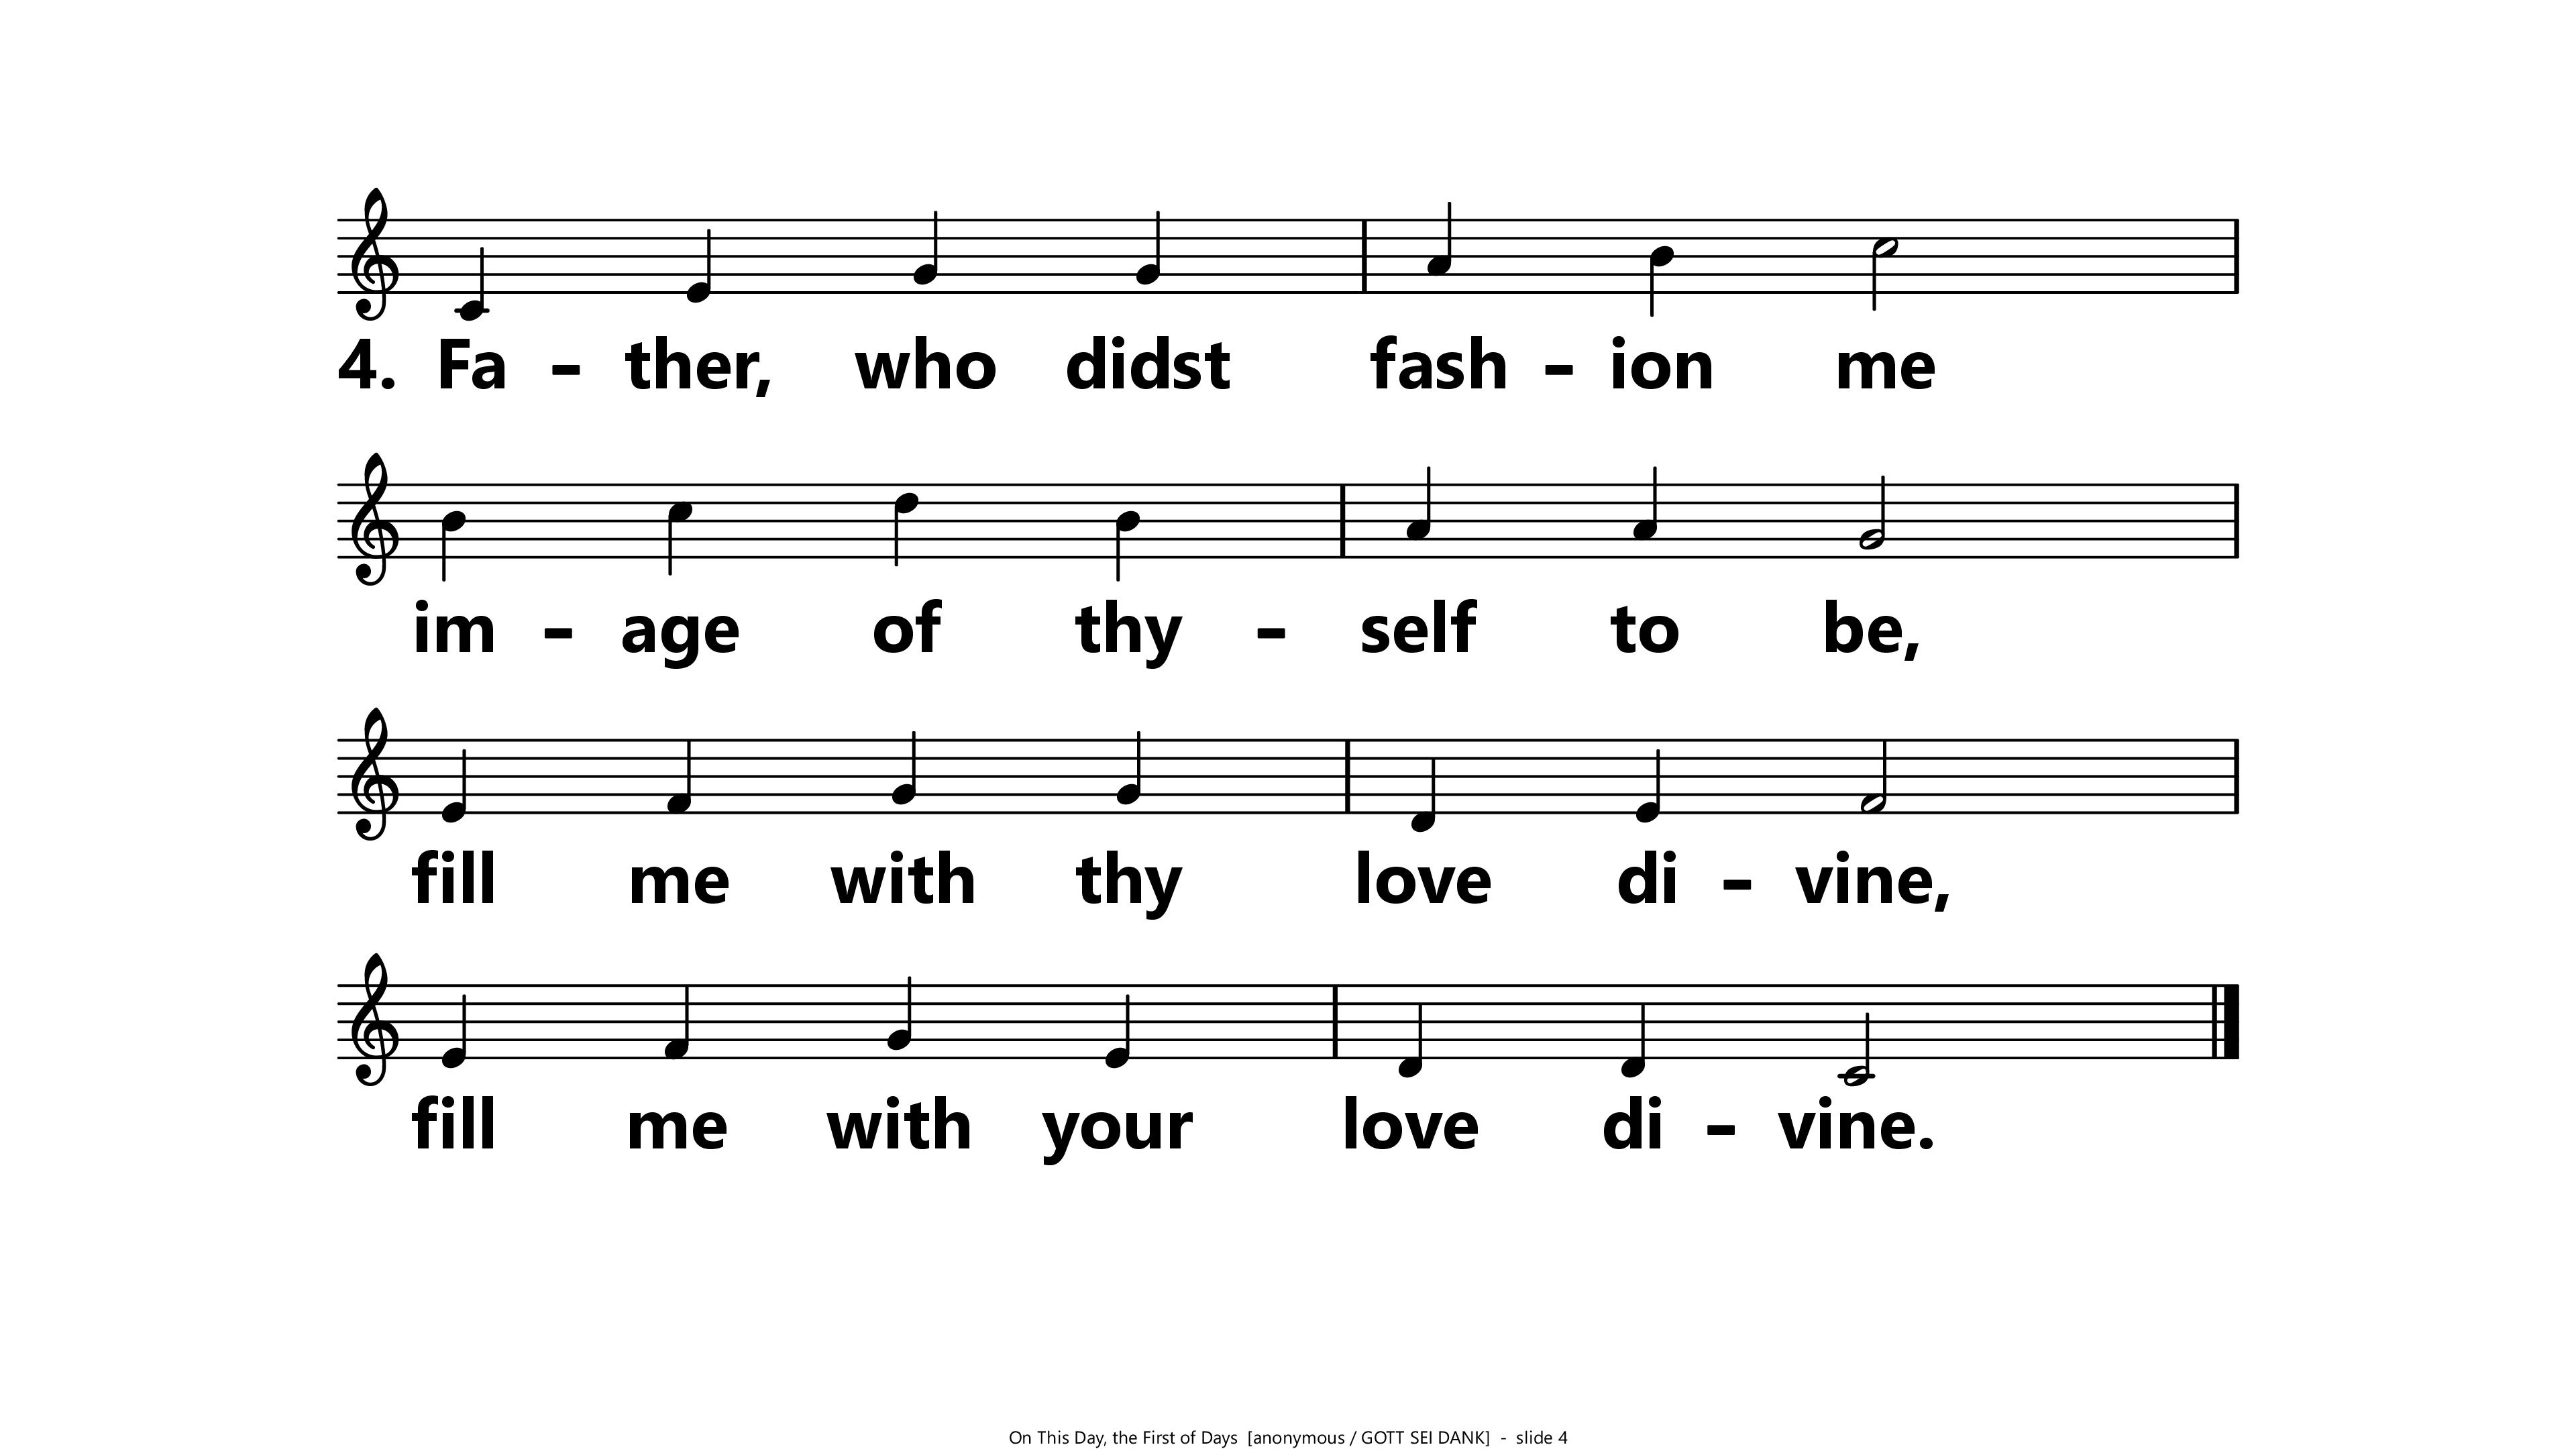 4. Fa - ther, who didst fash - ion me
im - age of thy - self to be,
fill me with thy love di - vine,
fill me with your love di - vine.
On This Day, the First of Days [anonymous / GOTT SEI DANK] - slide 4